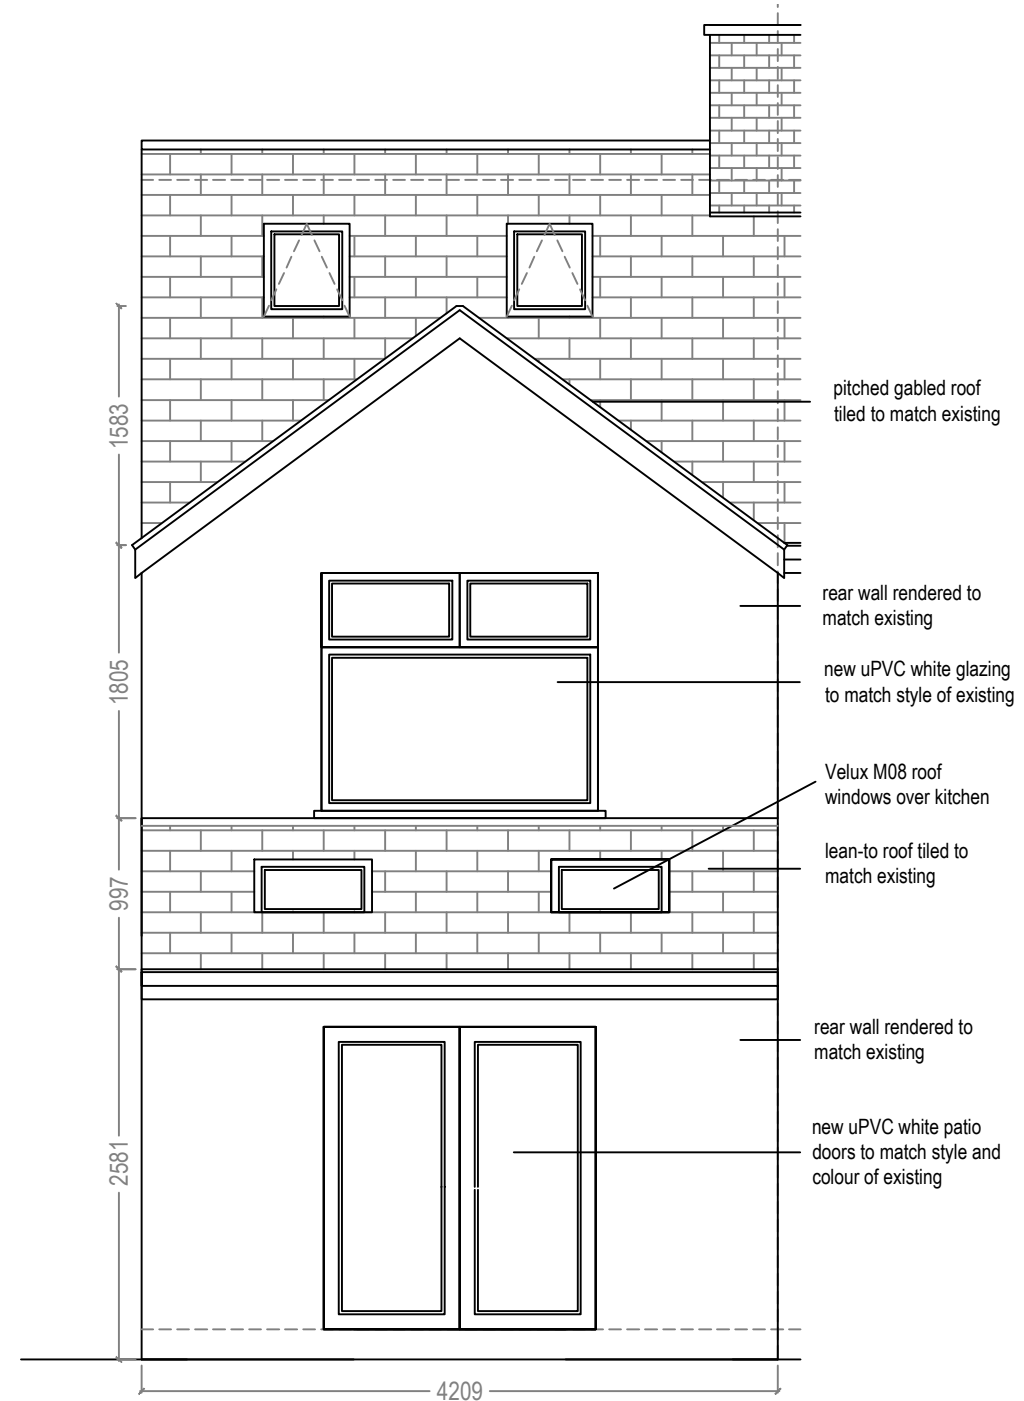 pitched gabled roof
tiled to match existing
1583
rear wall rendered to
match existing
new uPVC white glazing
to match style of existing
1805
Velux M08 roof
windows over kitchen
lean-to roof tiled to
match existing
997
rear wall rendered to
match existing
new uPVC white patio
doors to match style and
colour of existing
2581
4209